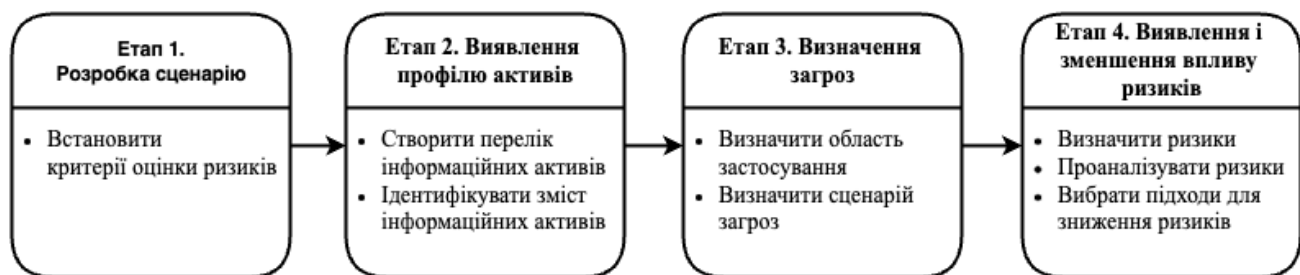 Етап 1.
Розробка сценарію
• Встановити
критерії оцінки ризиків
Етап 2. Виявлення
профілю активів
• Створити перелік
інформаційних активів
• Ідентифікувати зміст
інформаційних активів
Етап 3. Визначення
загроз
• Визначити область
застосування
• Визначити сценарій
загроз
Етап 4. Виявлення і
зменшення впливу
ризиків
• Визначити ризики
• Проаналізувати ризики
• Вибрати підходи для
зниження ризиків